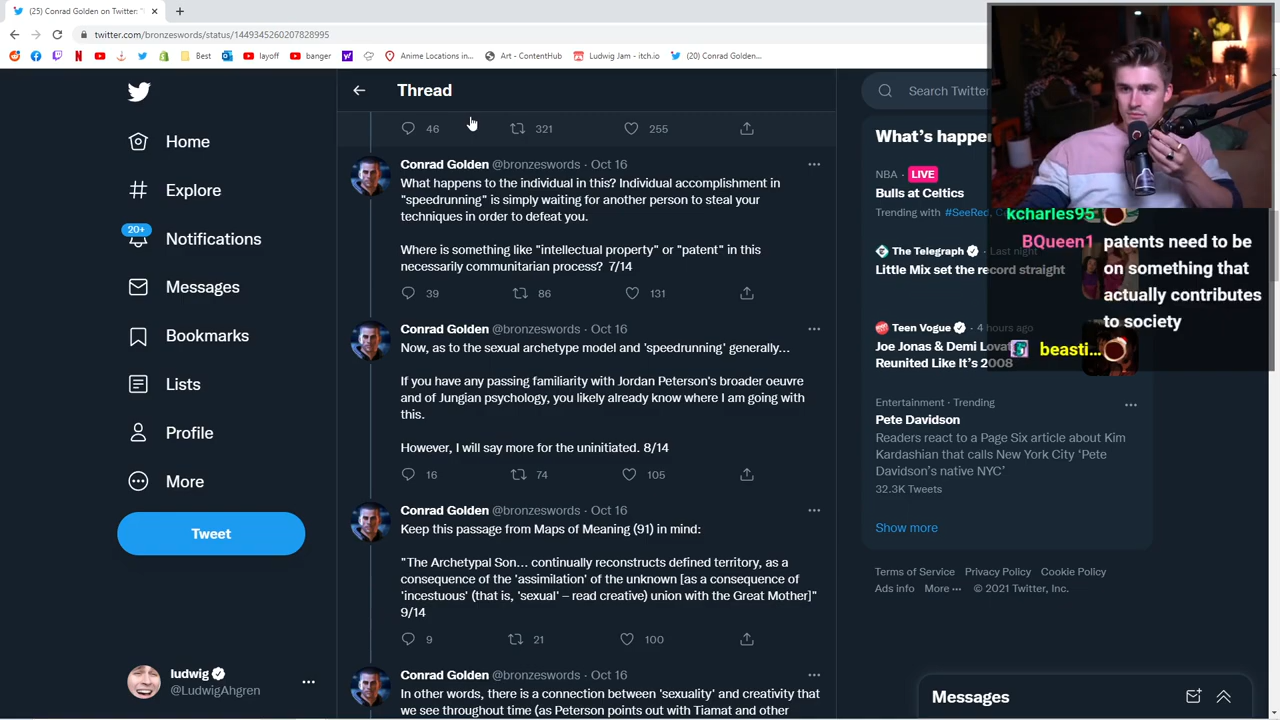 (25) Conrad Golden on Twitter: "
twitter.com/bronzeswords/status/1449345260207828995
Best
layoff
banger
Anime Locations in...
Art - ContentHub
Ludwig Jam - itch.io
(20) Conrad Golden...
Home
Explore
20+
Notifications
Messages
Bookmarks
Lists
Profile
More
Tweet
ludwig
@LudwigAhgren
Thread
46 321 255
Conrad Golden @bronzeswords · Oct 16
What happens to the individual in this? Individual accomplishment in
"speedrunning" is simply waiting for another person to steal your
techniques in order to defeat you.
Where is something like "intellectual property" or "patent" in this
necessarily communitarian process? 7/14
39 86 131
Conrad Golden @bronzeswords · Oct 16
Now, as to the sexual archetype model and 'speedrunning' generally...
If you have any passing familiarity with Jordan Peterson's broader oeuvre
and of Jungian psychology, you likely already know where I am going with
this.
However, I will say more for the uninitiated. 8/14
16 74 105
Conrad Golden @bronzeswords · Oct 16
Keep this passage from Maps of Meaning (91) in mind:
"The Archetypal Son... continually reconstructs defined territory, as a
consequence of the 'assimilation' of the unknown [as a consequence of
'incestuous' (that is, 'sexual' – read creative) union with the Great Mother]"
9/14
9 21 100
Conrad Golden @bronzeswords · Oct 16
In other words, there is a connection between 'sexuality' and creativity that
we see throughout time (as Peterson points out with Tiamat and other
Search Twitter
What's happe
NBA · LIVE
Bulls at Celtics
Trending with #SeeRed,
The Telegraph · Last night
Little Mix set the record straight
Teen Vogue · 4 hours ago
Joe Jonas & Demi Lovat
Reunited Like It's 2008
Entertainment · Trending
Pete Davidson
Readers react to a Page Six article about Kim
Kardashian that calls New York City 'Pete
Davidson's native NYC'
32.3K Tweets
Show more
Terms of Service Privacy Policy Cookie Policy
Ads info More ··· © 2021 Twitter, Inc.
Messages
kcharles95
BQueen1 patents need to be
on something that
actually contributes
to society
beasti...